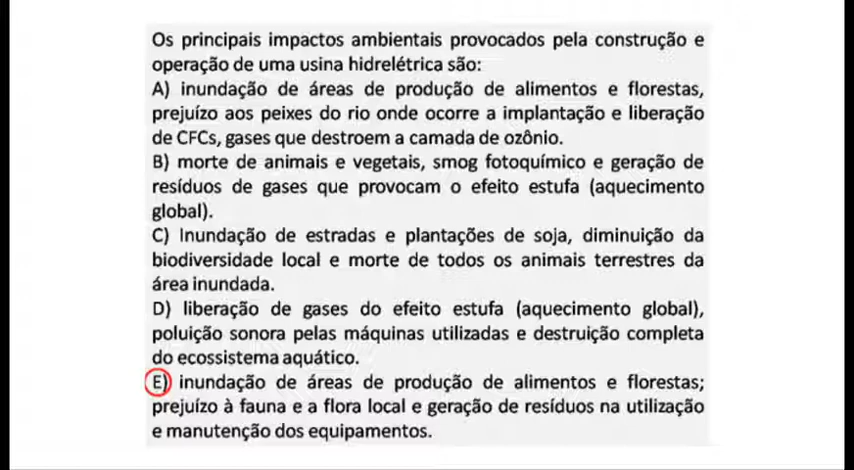 Os principais impactos ambientais provocados pela construção e
operação de uma usina hidrelétrica são:
A) inundação de áreas de produção de alimentos e florestas,
prejuízo aos peixes do rio onde ocorre a implantação e liberação
de CFCs, gases que destroem a camada de ozônio.
B) morte de animais e vegetais, smog fotoquímico e geração de
resíduos de gases que provocam o efeito estufa (aquecimento
global).
C) Inundação de estradas e plantações de soja, diminuição da
biodiversidade local e morte de todos os animais terrestres da
área inundada.
D) liberação de gases do efeito estufa (aquecimento global),
poluição sonora pelas máquinas utilizadas e destruição completa
do ecossistema aquático.
E) inundação de áreas de produção de alimentos e florestas;
prejuízo à fauna e a flora local e geração de resíduos na utilização
e manutenção dos equipamentos.